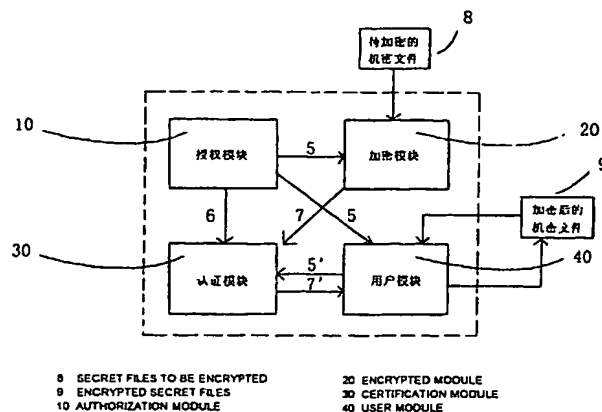 8
待加密的
机密文件
10
20
授权模块
5
加密模块
9
加密后的
机密文件
6
7
5
30
40
认证模块
5'
7'
用户模块
8 SECRET FILES TO BE ENCRYPTED
9 ENCRYPTED SECRET FILES
10 AUTHORIZATION MODULE
20 ENCRYPTED MODULE
30 CERTIFICATION MODULE
40 USER MODULE